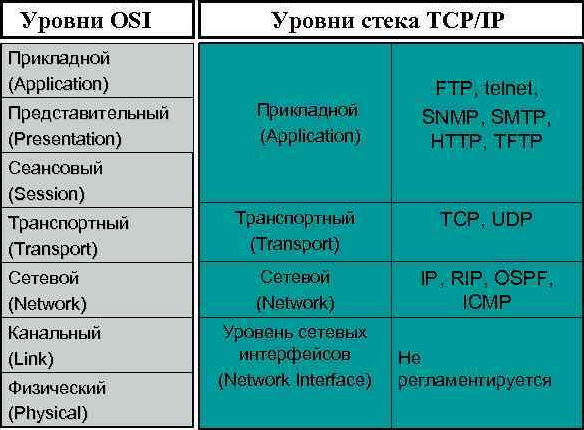 Уровни OSI
Уровни стека TCP/IP
Прикладной
(Application)
Представительный
(Presentation)
Сеансовый
(Session)
Транспортный
(Transport)
Сетевой
(Network)
Канальный
(Link)
Физический
(Physical)
Прикладной
(Application)
FTP, telnet,
SNMP, SMTP,
HTTP, TFTP
Транспортный
(Transport)
TCP, UDP
Сетевой
(Network)
IP, RIP, OSPF,
ICMP
Уровень сетевых
интерфейсов
(Network Interface)
Не
регламентируется